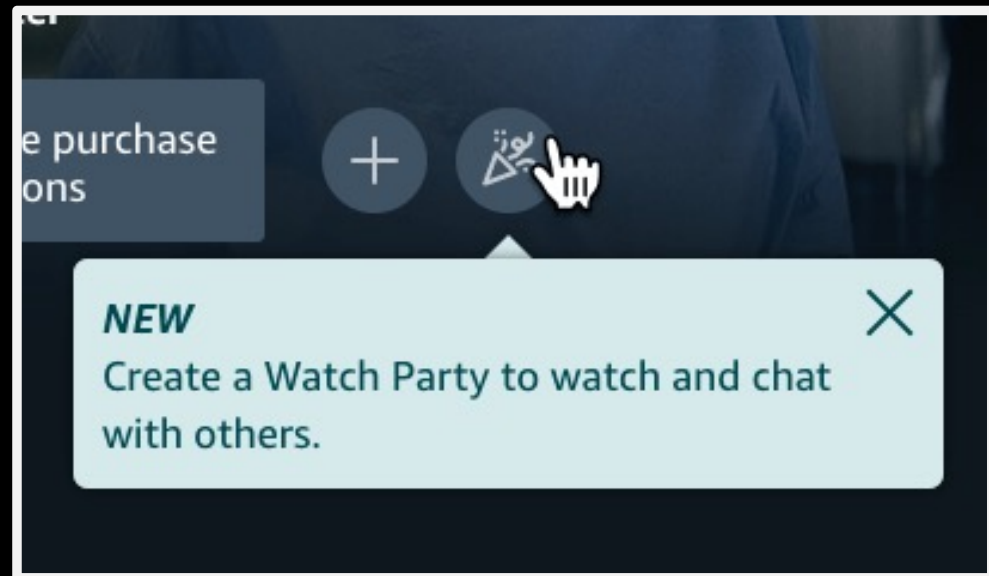 e purchase
ons
NEW
Create a Watch Party to watch and chat
with others.